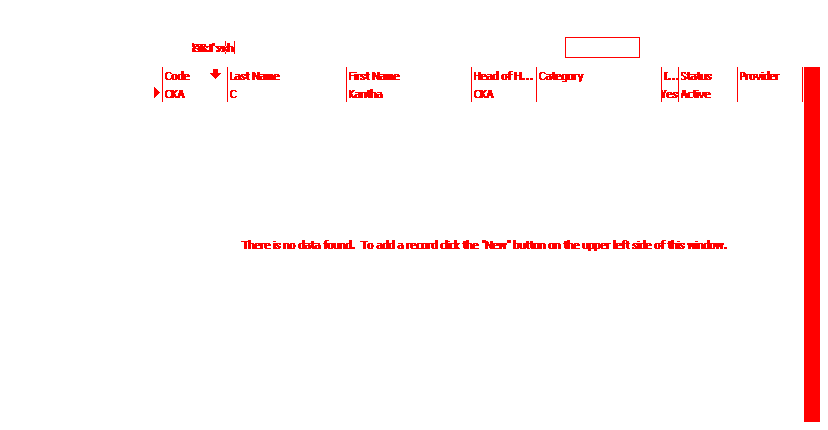 Code Last Name First Name Head of H... Category I... Status Provider
CKA C Kantha CKA Yes Active
There is no data found. To add a record click the "New" button on the upper left side of this window.